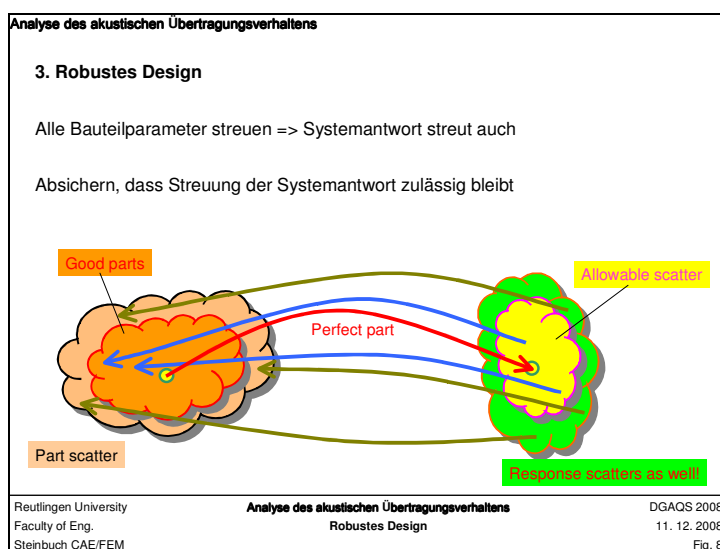 Analyse des akustischen Übertragungsverhaltens
3. Robustes Design
Alle Bauteilparameter streuen => Systemantwort streut auch
Absichern, dass Streuung der Systemantwort zulässig bleibt
Good parts
Allowable scatter
Perfect part
Part scatter
Response scatters as well!
Reutlingen University
Faculty of Eng.
Steinbuch CAE/FEM
Analyse des akustischen Übertragungsverhaltens
Robustes Design
DGAQS 2008
11. 12. 2008
Fig. 8